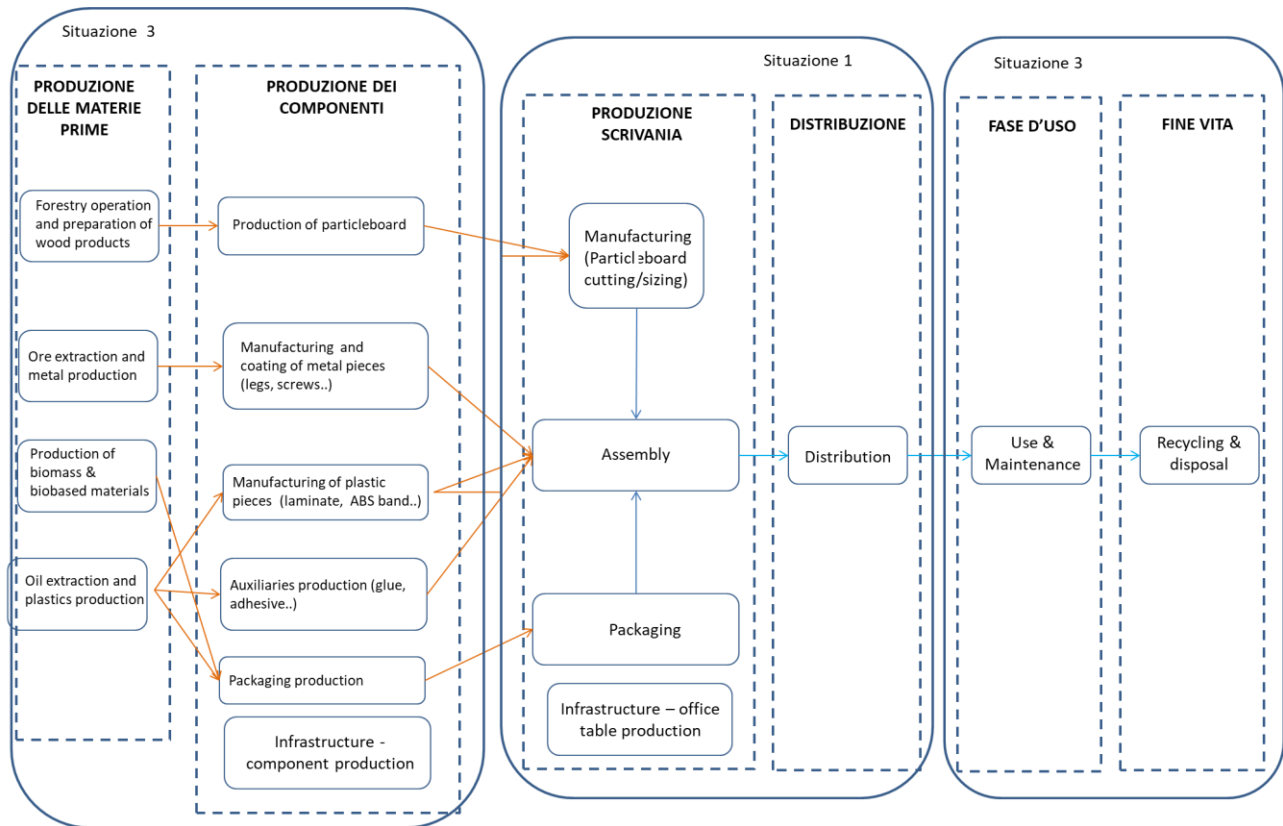 Situazione 3
PRODUZIONE
DELLE MATERIE
PRIME
PRODUZIONE DEI
COMPONENTI
Forestry operation
and preparation of
wood products
Production of particleboard
Ore extraction and
metal production
Manufacturing and
coating of metal pieces
(legs, screws..)
Production of
biomass &
biobased materials
Manufacturing of plastic
pieces (laminate, ABS band..)
Oil extraction and
plastics production
Auxiliaries production (glue,
adhesive..)
Packaging production
Infrastructure -
component production
Situazione 1
PRODUZIONE
SCRIVANIA
DISTRIBUZIONE
Manufacturing
(Particleboard
cutting/sizing)
Assembly
Distribution
Packaging
Infrastructure – office
table production
Situazione 3
FASE D’USO
FINE VITA
Use &
Maintenance
Recycling &
disposal